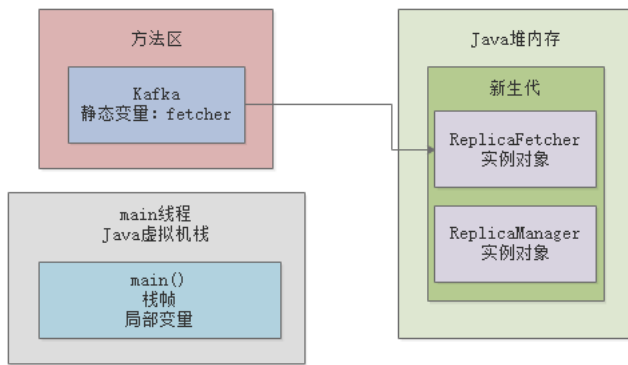 方法区
Kafka
静态变量：fetcher
main线程
Java虚拟机栈
main()
栈帧
局部变量
Java堆内存
新生代
ReplicaFetcher
实例对象
ReplicaManager
实例对象